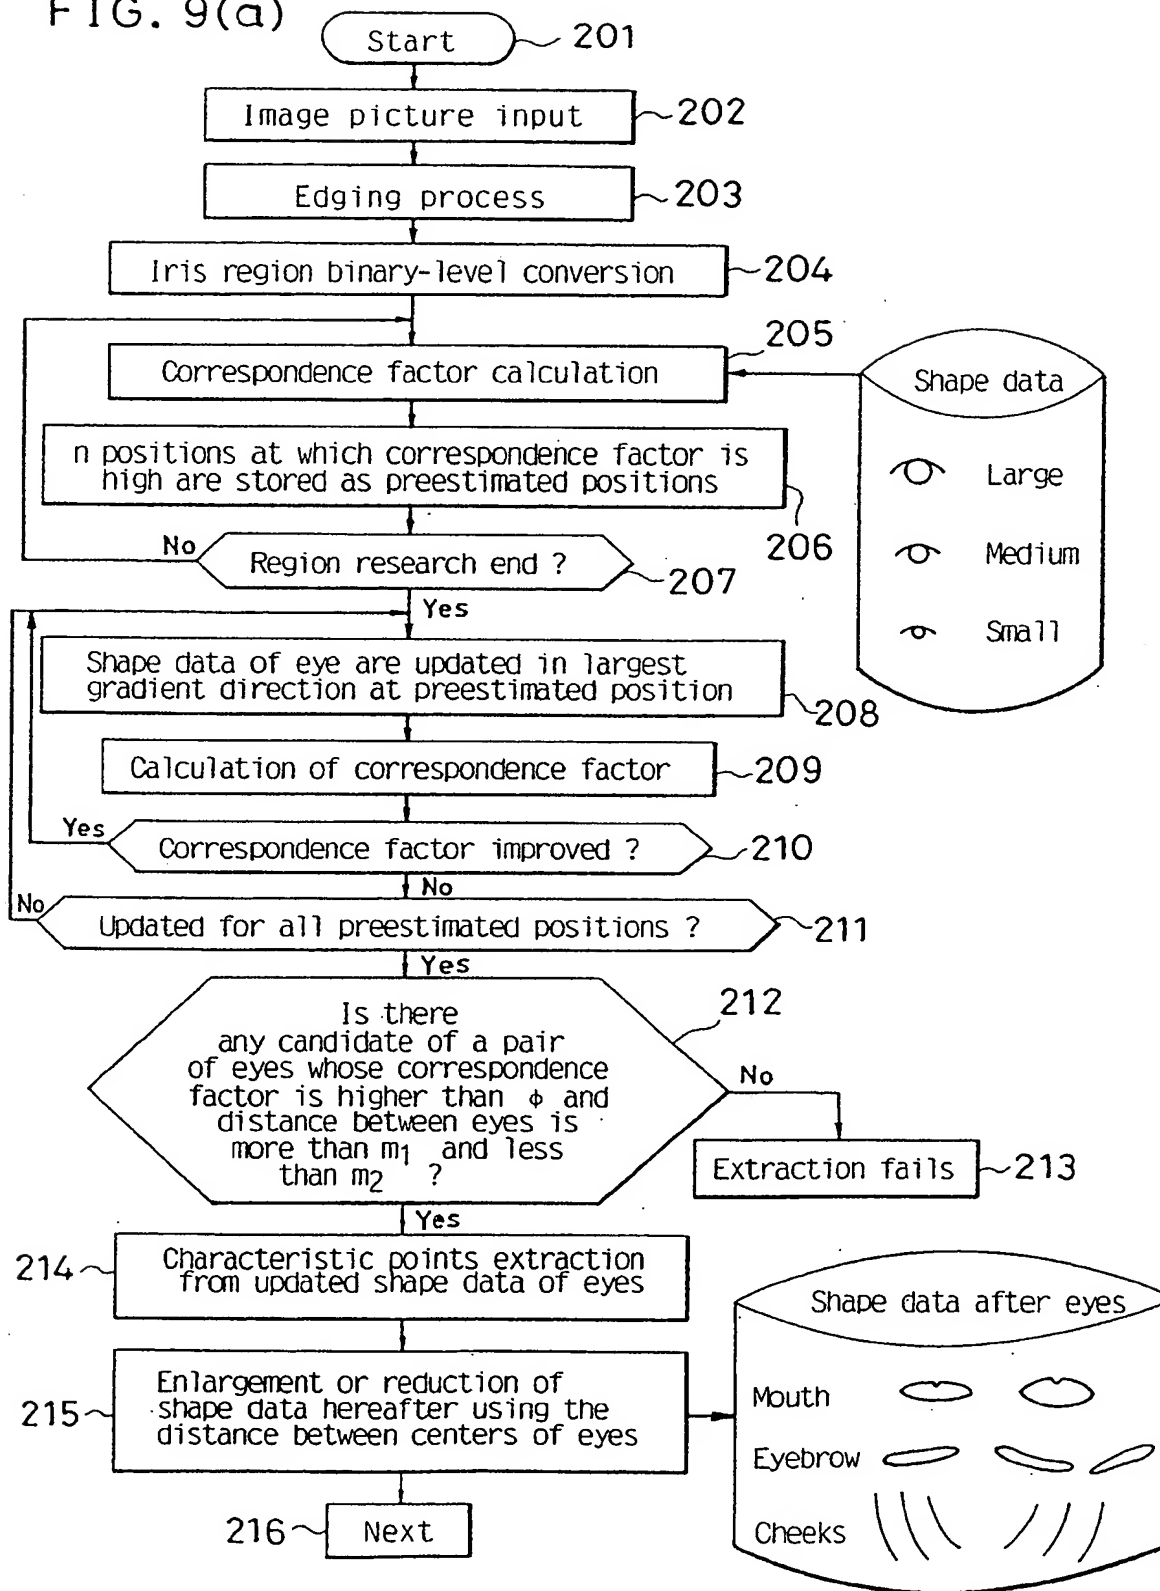 FIG. 9(a)
Start
201
Image picture input
202
Edging process
203
Iris region binary-level conversion
204
205
Correspondence factor calculation
Shape data
Large
Medium
Small
n positions at which correspondence factor is
high are stored as preestimated positions
206
No
Region research end ?
207
Yes
Shape data of eye are updated in largest
gradient direction at preestimated position
208
Calculation of correspondence factor
209
Yes
Correspondence factor improved ?
210
No
No
Updated for all preestimated positions ?
211
Yes
212
Is there
any candidate of a pair
of eyes whose correspondence
factor is higher than ϕ and
distance between eyes is
more than m1 and less
than m2 ?
No
Extraction fails
213
Yes
214
Characteristic points extraction
from updated shape data of eyes
215
Enlargement or reduction of
shape data hereafter using the
distance between centers of eyes
Shape data after eyes
Mouth
Eyebrow
Cheeks
216
Next